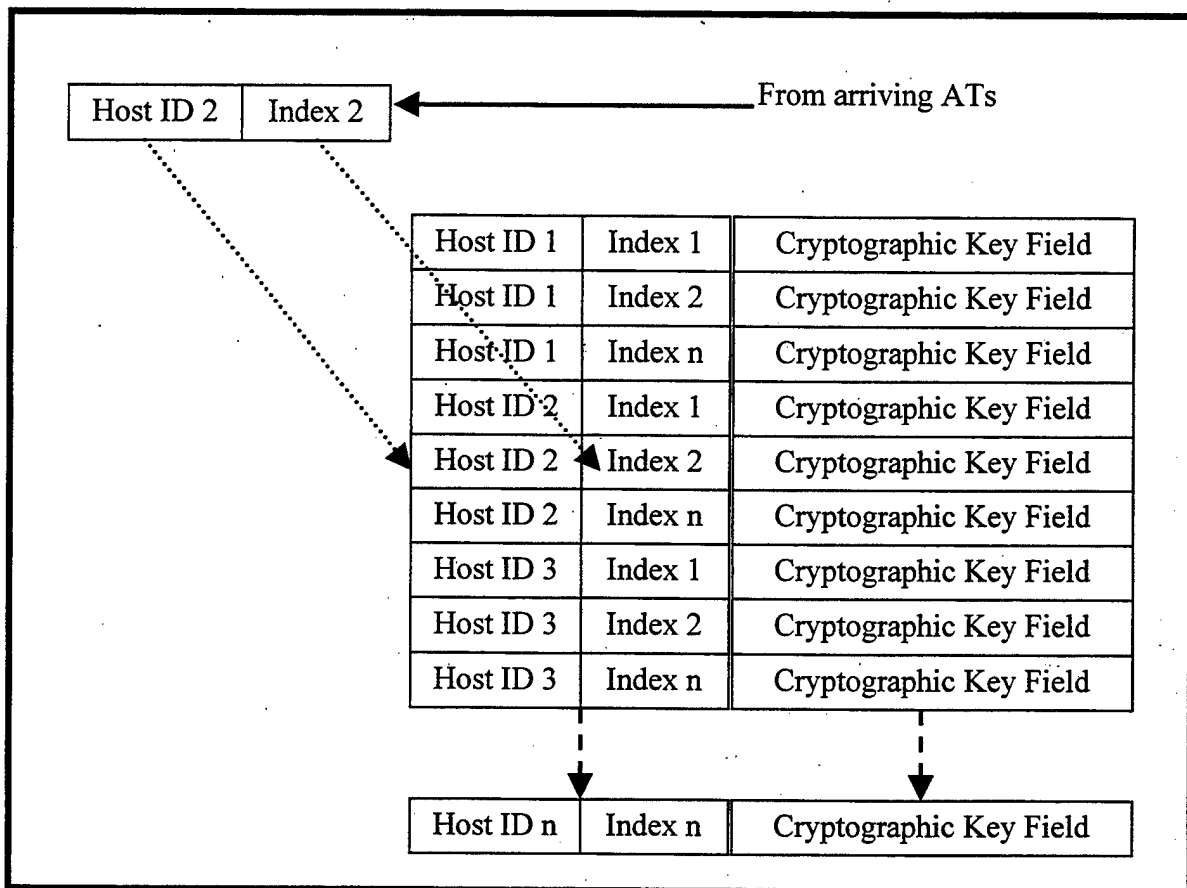 From arriving ATs
Host ID 2 Index 2
Host ID 1 Index 1 Cryptographic Key Field
Host ID 1 Index 2 Cryptographic Key Field
Host ID 1 Index n Cryptographic Key Field
Host ID 2 Index 1 Cryptographic Key Field
Host ID 2 Index 2 Cryptographic Key Field
Host ID 2 Index n Cryptographic Key Field
Host ID 3 Index 1 Cryptographic Key Field
Host ID 3 Index 2 Cryptographic Key Field
Host ID 3 Index n Cryptographic Key Field
Host ID n Index n Cryptographic Key Field